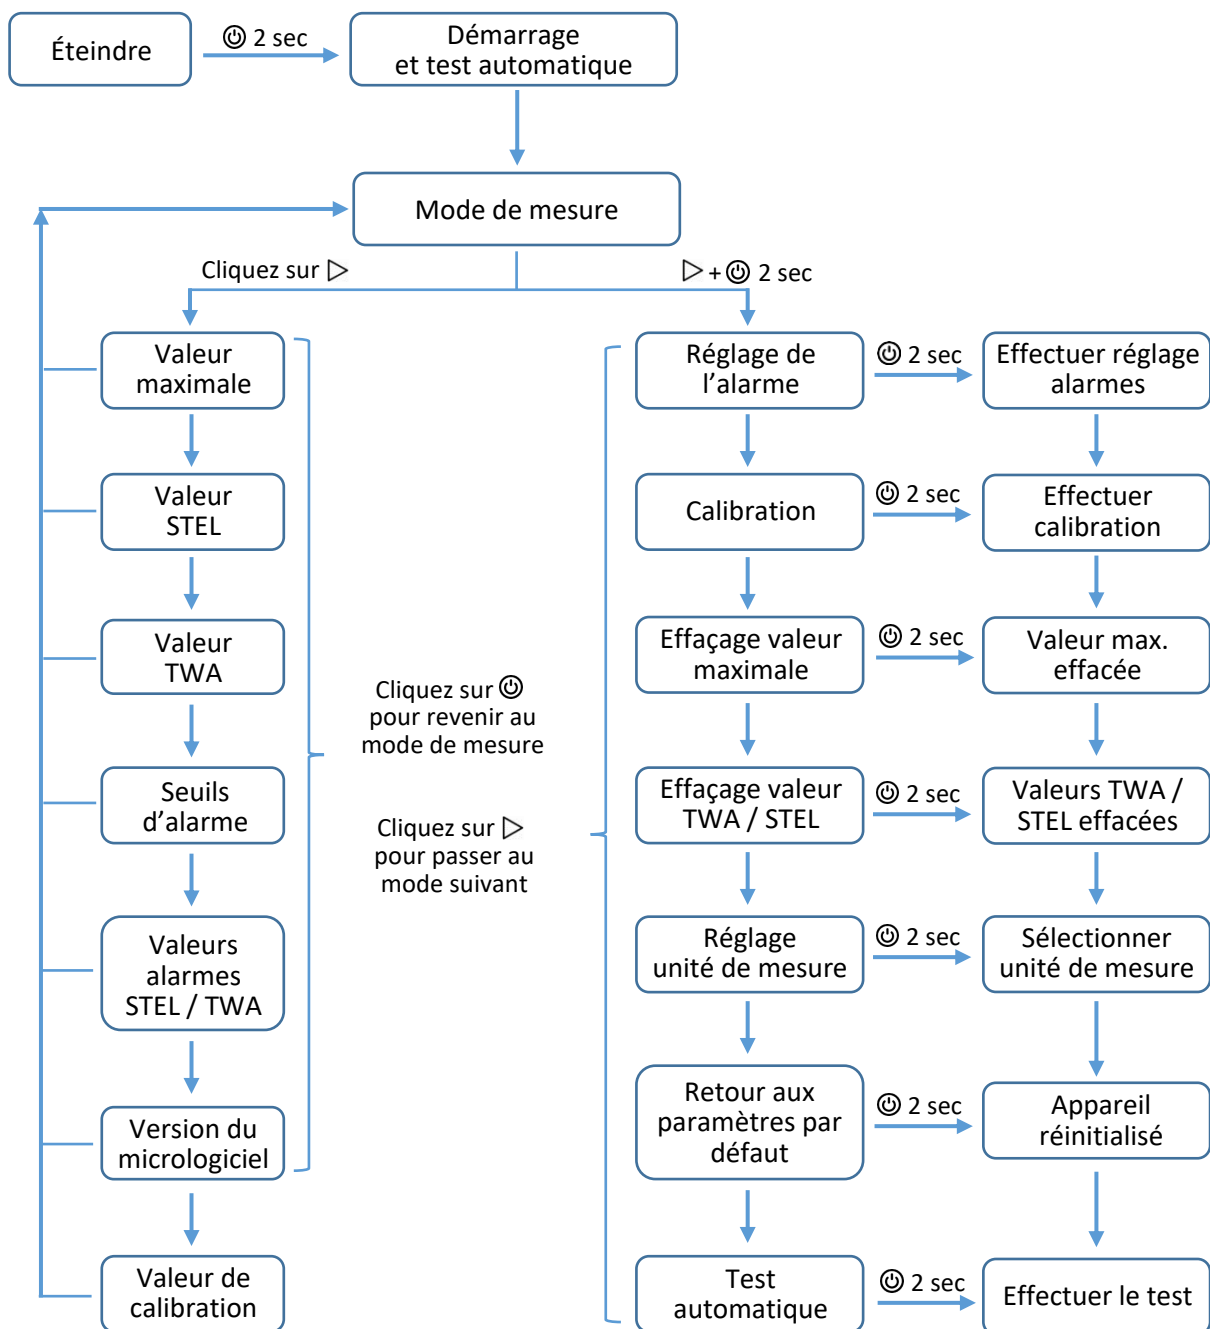 Éteindre
⏻ 2 sec
Démarrage
et test automatique
Mode de mesure
Cliquez sur ▷
▷ + ⏻ 2 sec
Valeur
maximale
Valeur
STEL
Valeur
TWA
Seuils
d’alarme
Valeurs
alarmes
STEL / TWA
Version du
micrologiciel
Valeur de
calibration
Cliquez sur ⏻
pour revenir au
mode de mesure
Cliquez sur ▷
pour passer au
mode suivant
Réglage de
l’alarme
⏻ 2 sec
Effectuer réglage
alarmes
Calibration
⏻ 2 sec
Effectuer
calibration
Effaçage valeur
maximale
⏻ 2 sec
Valeur max.
effacée
Effaçage valeur
TWA / STEL
⏻ 2 sec
Valeurs TWA /
STEL effacées
Réglage
unité de mesure
⏻ 2 sec
Sélectionner
unité de mesure
Retour aux
paramètres par
défaut
⏻ 2 sec
Appareil
réinitialisé
Test
automatique
⏻ 2 sec
Effectuer le test